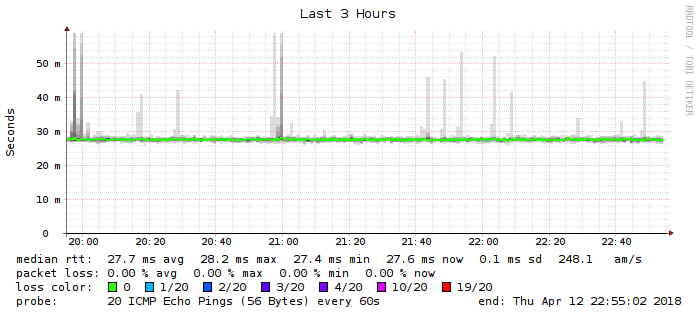 Last 3 Hours
RRDTOOL / TOBI OETIKER
Seconds
50 m
40 m
30 m
20 m
10 m
0
20:00 20:20 20:40 21:00 21:20 21:40 22:00 22:20 22:40
median rtt: 27.7 ms avg 28.2 ms max 27.4 ms min 27.6 ms now 0.1 ms sd 248.1 am/s
packet loss: 0.00 % avg 0.00 % max 0.00 % min 0.00 % now
loss color: 0 1/20 2/20 3/20 4/20 10/20 19/20
probe: 20 ICMP Echo Pings (56 Bytes) every 60s end: Thu Apr 12 22:55:02 2018